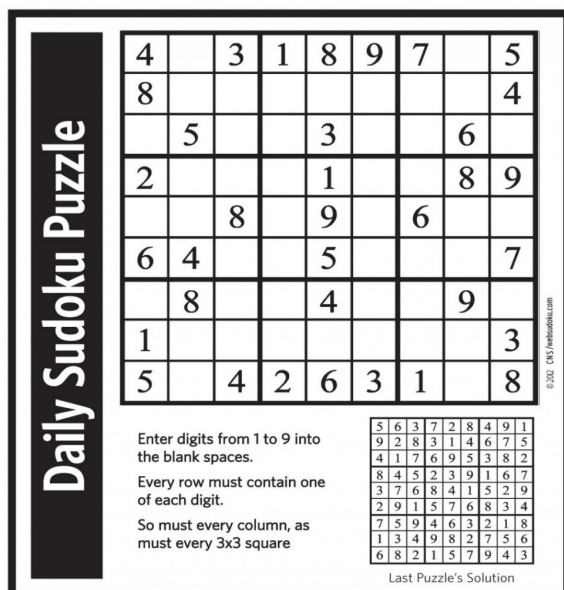 Daily Sudoku Puzzle
4 3 1 8 9 7 5
8 4
5 3 6
2 1 8 9
8 9 6
6 4 5 7
8 4 9
1 3
5 4 2 6 3 1 8
© 2012 CNS/websudoku.com
Enter digits from 1 to 9 into
the blank spaces.
Every row must contain one
of each digit.
So must every column, as
must every 3x3 square
5 6 3 7 2 8 4 9 1
9 2 8 3 1 4 6 7 5
4 1 7 6 9 5 3 8 2
8 4 5 2 3 9 1 6 7
3 7 6 8 4 1 5 2 9
2 9 1 5 7 6 8 3 4
7 5 9 4 6 3 2 1 8
1 3 4 9 8 2 7 5 6
6 8 2 1 5 7 9 4 3
Last Puzzle's Solution